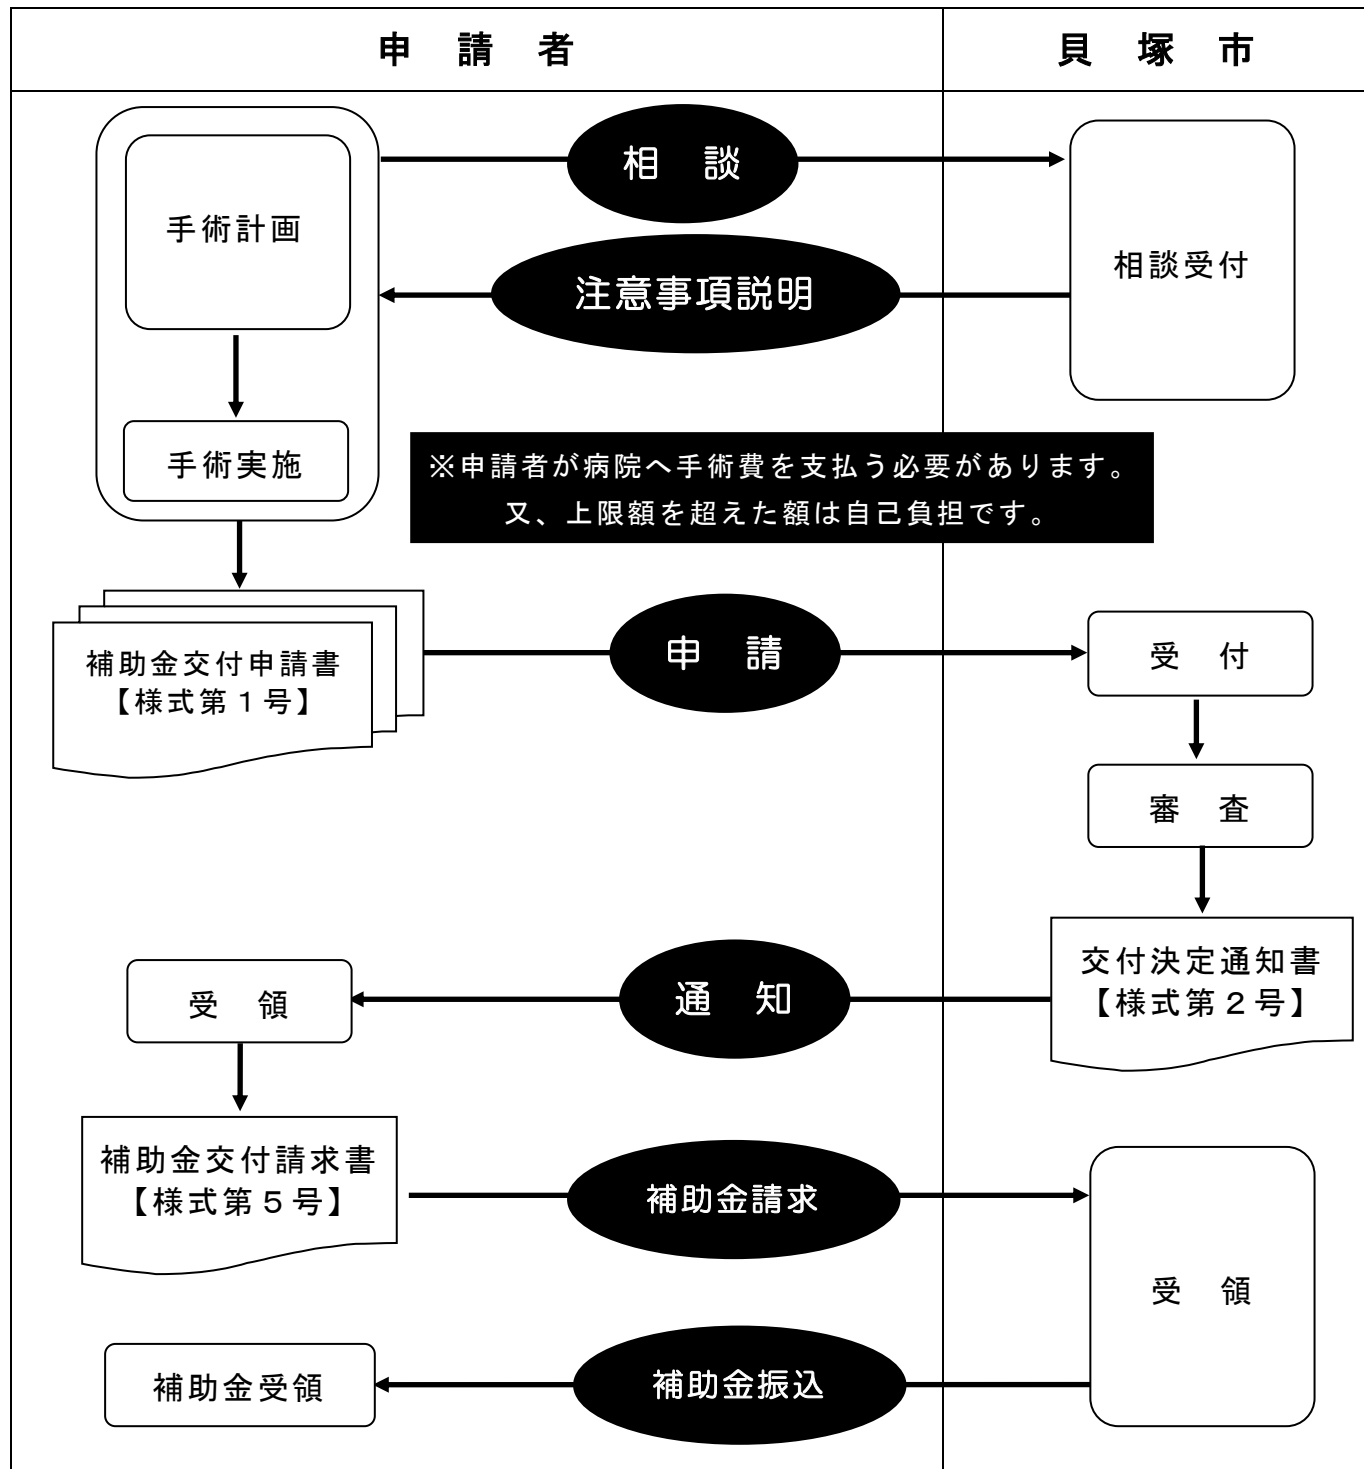 申　請　者
貝　塚　市
相　談
手術計画
相談受付
注意事項説明
手術実施
※申請者が病院へ手術費を支払う必要があります。
又、上限額を超えた額は自己負担です。
補助金交付申請書
【様式第１号】
申　請
受　付
審　査
交付決定通知書
【様式第２号】
通　知
受　領
補助金交付請求書
【様式第５号】
補助金請求
受　領
補助金振込
補助金受領